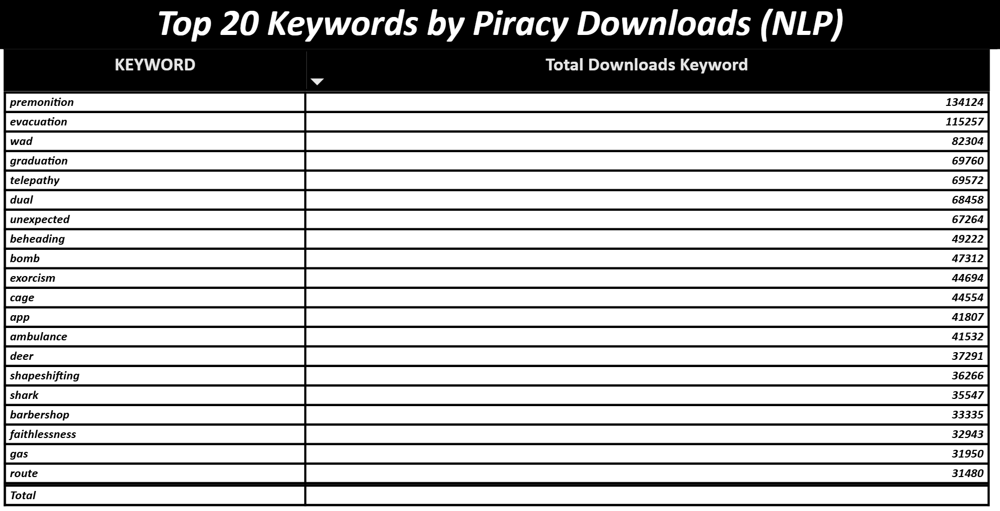 Top 20 Keywords by Piracy Downloads (NLP)
KEYWORD Total Downloads Keyword
premonition 134124
evacuation 115257
wad 82304
graduation 69760
telepathy 69572
dual 68458
unexpected 67264
beheading 49222
bomb 47312
exorcism 44694
cage 44554
app 41807
ambulance 41532
deer 37291
shapeshifting 36266
shark 35547
barbershop 33335
faithlessness 32943
gas 31950
route 31480
Total